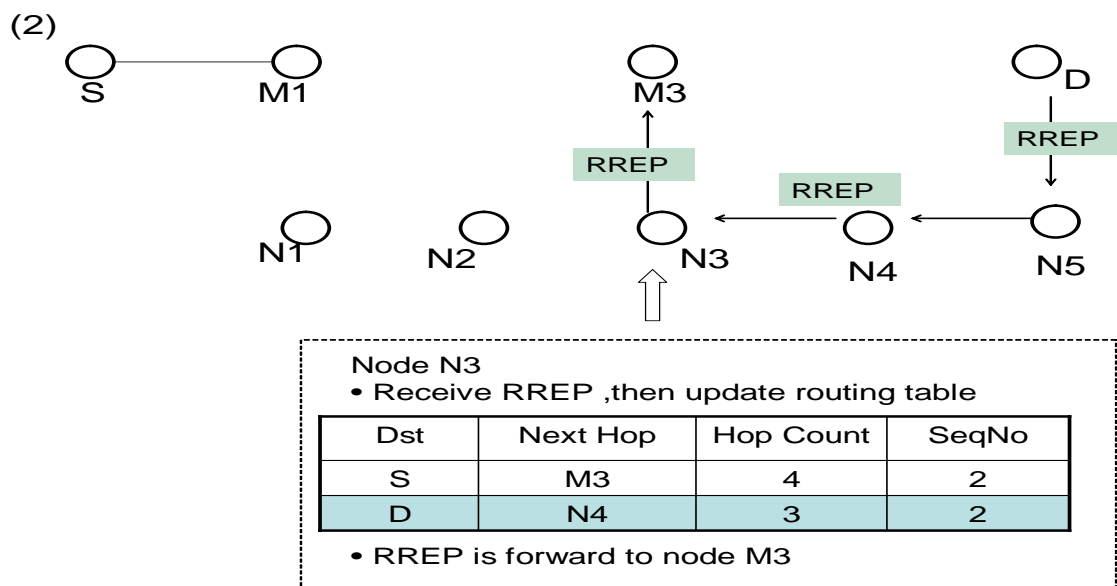 (2)
S
M1
M3
D
RREP
RREP
RREP
N1
N2
N3
N4
N5
Node N3
• Receive RREP ,then update routing table
Dst Next Hop Hop Count SeqNo
S M3 4 2
D N4 3 2
• RREP is forward to node M3